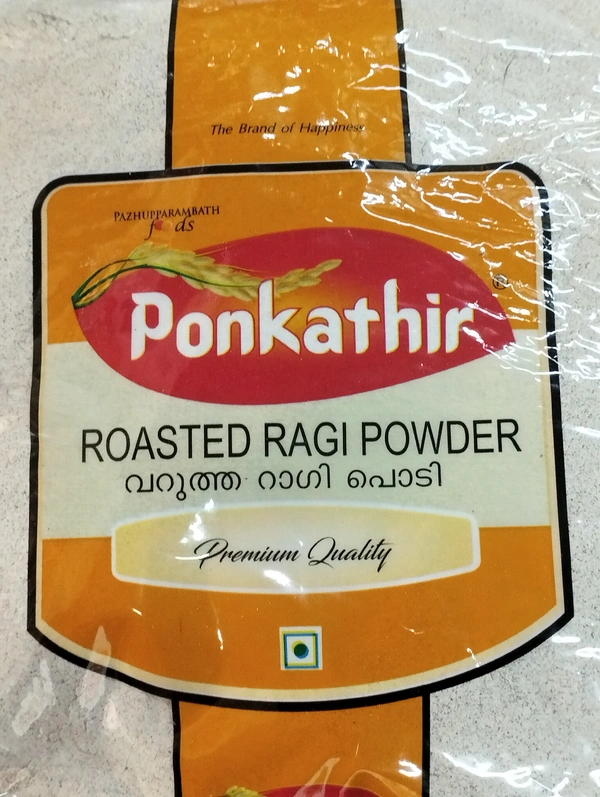 The Brand of Happiness
PAZHUPPARAMBATH
foods
Ponkathir
®
ROASTED RAGI POWDER
വറുത്ത റാഗി പൊടി
Premium Quality